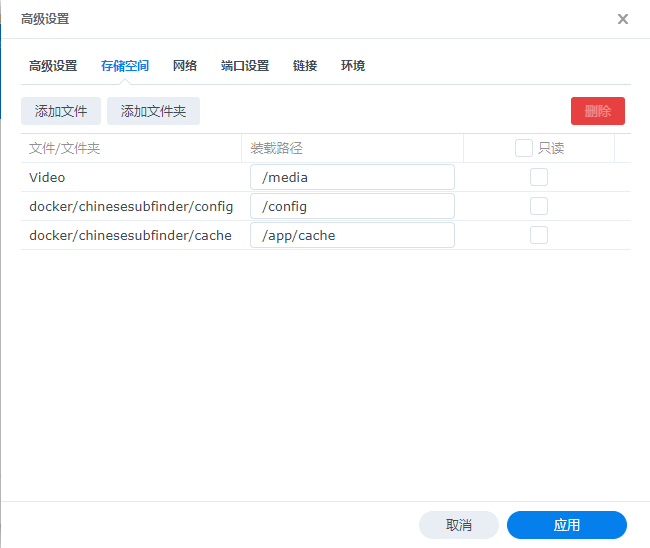 高级设置
高级设置 存储空间 网络 端口设置 链接 环境
添加文件 添加文件夹 删除
文件/文件夹 装载路径 只读
Video /media
docker/chinesesubfinder/config /config
docker/chinesesubfinder/cache /app/cache
取消 应用